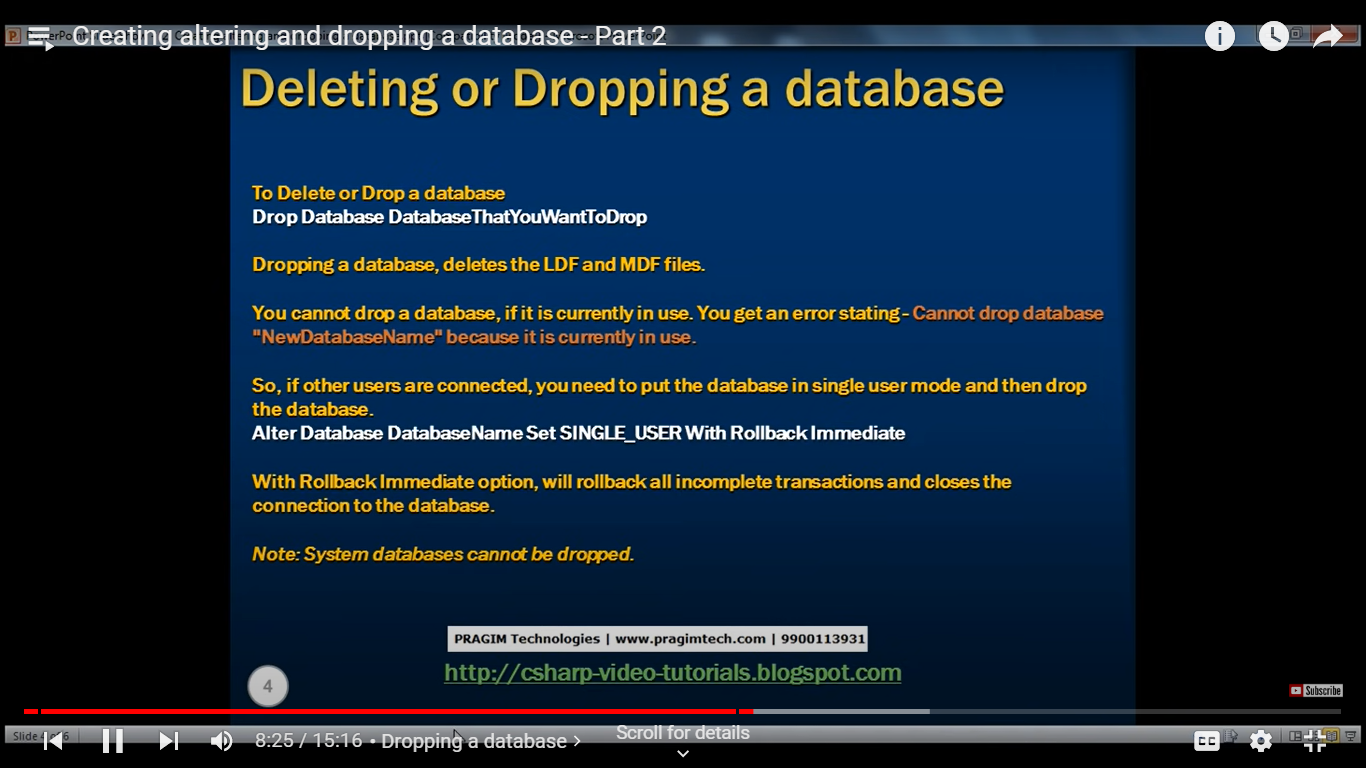 Creating altering and dropping a database - Part 2
Deleting or Dropping a database
To Delete or Drop a database
Drop Database DatabaseThatYouWantToDrop
Dropping a database, deletes the LDF and MDF files.
You cannot drop a database, if it is currently in use. You get an error stating - Cannot drop database
"NewDatabaseName" because it is currently in use.
So, if other users are connected, you need to put the database in single user mode and then drop
the database.
Alter Database DatabaseName Set SINGLE_USER With Rollback Immediate
With Rollback Immediate option, will rollback all incomplete transactions and closes the
connection to the database.
Note: System databases cannot be dropped.
PRAGIM Technologies | www.pragimtech.com | 9900113931
http://csharp-video-tutorials.blogspot.com
4
Subscribe
Slide
8:25 / 15:16 • Dropping a database >
Scroll for details
CC